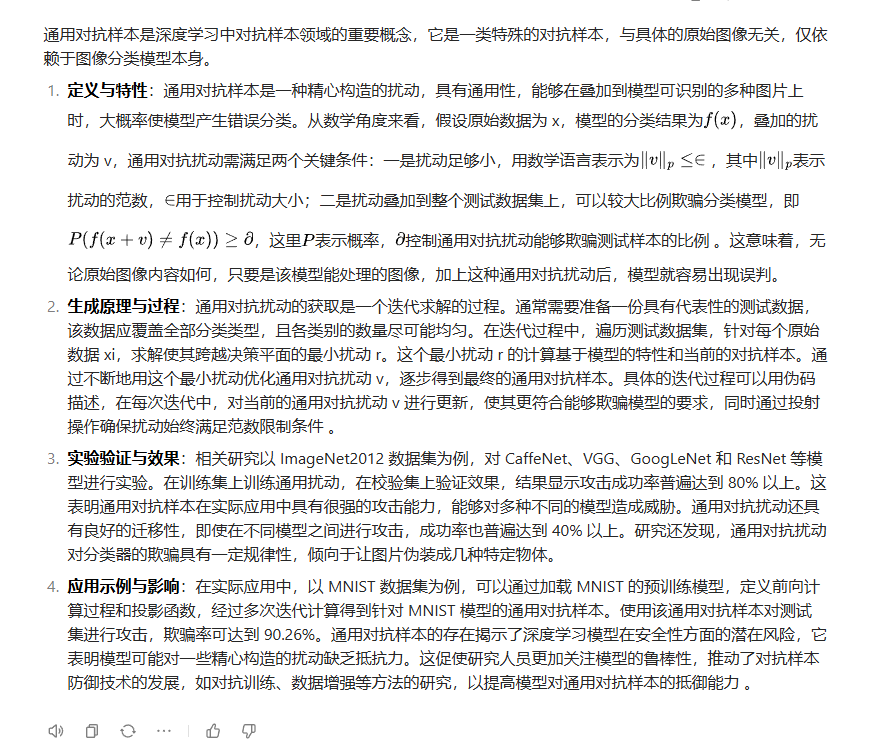 通用对抗样本是深度学习中对抗样本领域的重要概念，它是一类特殊的对抗样本，与具体的原始图像无关，仅依
赖于图像分类模型本身。
1. 定义与特性：通用对抗样本是一种精心构造的扰动，具有通用性，能够在叠加到模型可识别的多种图片上
时，大概率使模型产生错误分类。从数学角度来看，假设原始数据为 x，模型的分类结果为f(x)，叠加的扰
动为 v，通用对抗扰动需满足两个关键条件：一是扰动足够小，用数学语言表示为‖v‖p ≤∈，其中‖v‖p表示
扰动的范数，∈用于控制扰动大小；二是扰动叠加到整个测试数据集上，可以较大比例欺骗分类模型，即
P(f(x + v) ≠ f(x)) ≥ ∂，这里P表示概率，∂控制通用对抗扰动能够欺骗测试样本的比例 。这意味着，无
论原始图像内容如何，只要是该模型能处理的图像，加上这种通用对抗扰动后，模型就容易出现误判。
2. 生成原理与过程：通用对抗扰动的获取是一个迭代求解的过程。通常需要准备一份具有代表性的测试数据，
该数据应覆盖全部分类类型，且各类别的数量尽可能均匀。在迭代过程中，遍历测试数据集，针对每个原始
数据 xi，求解使其跨越决策平面的最小扰动 r。这个最小扰动 r 的计算基于模型的特性和当前的对抗样本。通
过不断地用这个最小扰动优化通用对抗扰动 v，逐步得到最终的通用对抗样本。具体的迭代过程可以用伪码
描述，在每次迭代中，对当前的通用对抗扰动 v 进行更新，使其更符合能够欺骗模型的要求，同时通过投射
操作确保扰动始终满足范数限制条件 。
3. 实验验证与效果：相关研究以 ImageNet2012 数据集为例，对 CaffeNet、VGG、GoogLeNet 和 ResNet 等模
型进行实验。在训练集上训练通用扰动，在校验集上验证效果，结果显示攻击成功率普遍达到 80% 以上。这
表明通用对抗样本在实际应用中具有很强的攻击能力，能够对多种不同的模型造成威胁。通用对抗扰动还具
有良好的迁移性，即使在不同模型之间进行攻击，成功率也普遍达到 40% 以上。研究还发现，通用对抗扰动
对分类器的欺骗具有一定规律性，倾向于让图片伪装成几种特定物体。
4. 应用示例与影响：在实际应用中，以 MNIST 数据集为例，可以通过加载 MNIST 的预训练模型，定义前向计
算过程和投影函数，经过多次迭代计算得到针对 MNIST 模型的通用对抗样本。使用该通用对抗样本对测试
集进行攻击，欺骗率可达到 90.26%。通用对抗样本的存在揭示了深度学习模型在安全性方面的潜在风险，它
表明模型可能对一些精心构造的扰动缺乏抵抗力。这促使研究人员更加关注模型的鲁棒性，推动了对抗样本
防御技术的发展，如对抗训练、数据增强等方法的研究，以提高模型对通用对抗样本的抵御能力 。